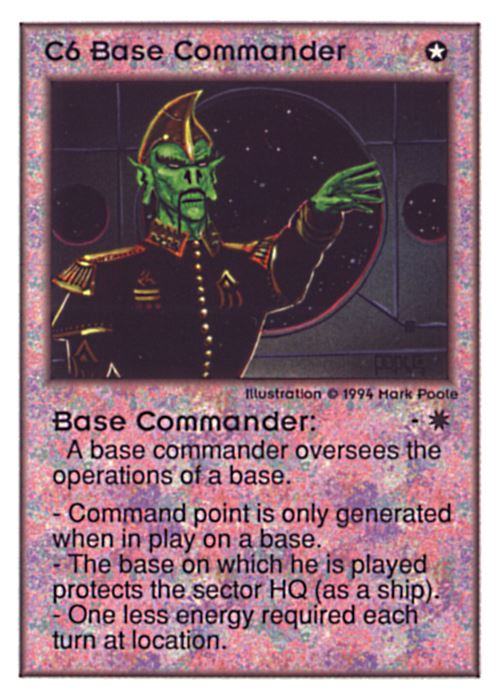 C6 Base Commander
Illustration © 1994 Mark Poole
Base Commander: -
A base commander oversees the
operations of a base.
- Command point is only generated
when in play on a base.
- The base on which he is played
protects the sector HQ (as a ship).
- One less energy required each
turn at location.